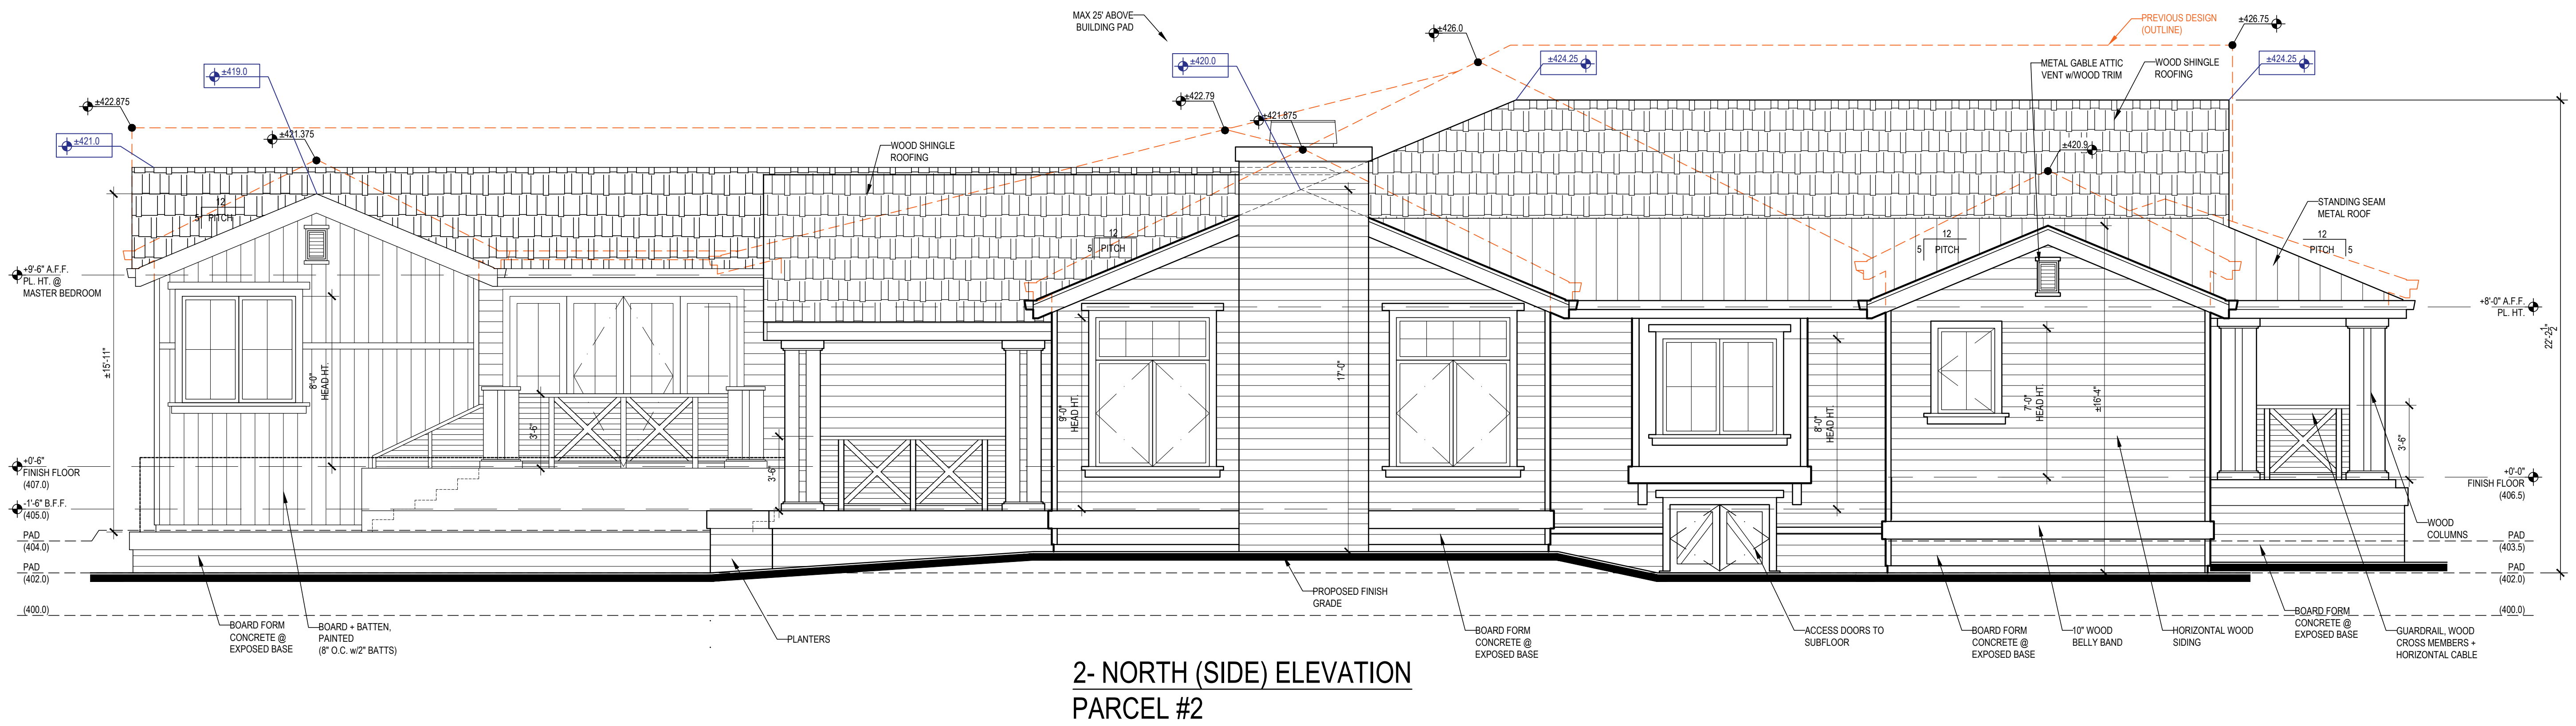 MAX 25' ABOVE
BUILDING PAD
PREVIOUS DESIGN
(OUTLINE)
±426.75
±426.0
±424.25
±424.25
±420.0
±419.0
±422.875
±422.79
±421.875
±421.375
±421.0
±420.9
METAL GABLE ATTIC
VENT w/WOOD TRIM
WOOD SHINGLE
ROOFING
WOOD SHINGLE
ROOFING
STANDING SEAM
METAL ROOF
12
5 PITCH
12
5 PITCH
12
5 PITCH
12
PITCH 5
+9'-6" A.F.F.
PL. HT. @
MASTER BEDROOM
+8'-0" A.F.F.
PL. HT.
±15'-11"
8'-0"
HEAD HT.
3'-6"
3'-6"
9'-0"
HEAD HT.
17'-0"
8'-0"
HEAD HT.
7'-0"
HEAD HT.
±16'-4"
3'-6"
22'-2½"
+0'-6"
FINISH FLOOR
(407.0)
-1'-6" B.F.F.
(405.0)
PAD
(404.0)
PAD
(402.0)
(400.0)
+0'-0"
FINISH FLOOR
(406.5)
WOOD
COLUMNS
PAD
(403.5)
PAD
(402.0)
(400.0)
BOARD FORM
CONCRETE @
EXPOSED BASE
BOARD + BATTEN,
PAINTED
(8" O.C. w/2" BATTS)
PLANTERS
PROPOSED FINISH
GRADE
BOARD FORM
CONCRETE @
EXPOSED BASE
ACCESS DOORS TO
SUBFLOOR
BOARD FORM
CONCRETE @
EXPOSED BASE
10" WOOD
BELLY BAND
HORIZONTAL WOOD
SIDING
BOARD FORM
CONCRETE @
EXPOSED BASE
GUARDRAIL, WOOD
CROSS MEMBERS +
HORIZONTAL CABLE
2- NORTH (SIDE) ELEVATION
PARCEL #2